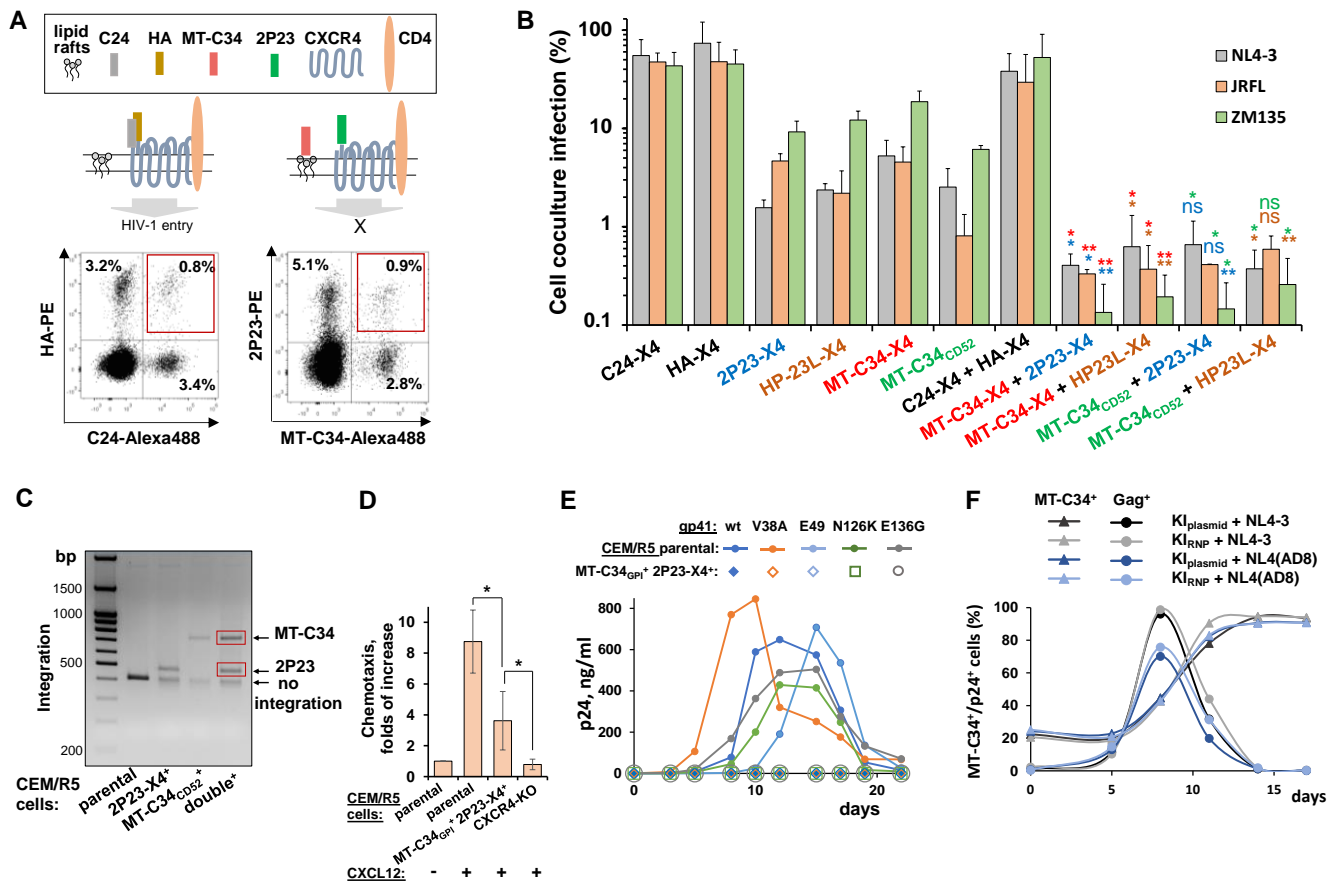 A
lipid rafts
C24
HA
MT-C34
2P23
CXCR4
CD4
HIV-1 entry
X
HA-PE
3.2%
0.8%
3.4%
C24-Alexa488
2P23-PE
5.1%
0.9%
2.8%
MT-C34-Alexa488
B
Cell coculture infection (%)
100
10
1
0.1
NL4-3
JRFL
ZM135
* * ** * ** **
* * * * ** **
* ns ns * * **
* * ns ns * **
C24-X4
HA-X4
2P23-X4
HP-23L-X4
MT-C34-X4
MT-C34CD52
C24-X4 + HA-X4
MT-C34-X4 + 2P23-X4
MT-C34-X4 + HP23L-X4
MT-C34CD52 + 2P23-X4
MT-C34CD52 + HP23L-X4
C
bp
1500
1000
500
200
Integration
MT-C34
2P23
no
integration
CEM/R5
cells:
parental
2P23-X4+
MT-C34CD52+
double+
D
Chemotaxis,
folds of increase
12
10
8
6
4
2
0
*
*
CEM/R5
cells:
parental
parental
MT-C34GPI+ 2P23-X4+
CXCR4-KO
CXCL12: - + + +
E
gp41: wt V38A E49 N126K E136G
CEM/R5 parental:
MT-C34GPI+ 2P23-X4+:
p24, ng/ml
800
600
400
200
0
0 10 20
days
F
MT-C34+ Gag+
KIplasmid + NL4-3
KIRNP + NL4-3
KIplasmid + NL4(AD8)
KIRNP + NL4(AD8)
MT-C34+/p24+ cells (%)
100
80
60
40
20
0
0 5 10 15 days